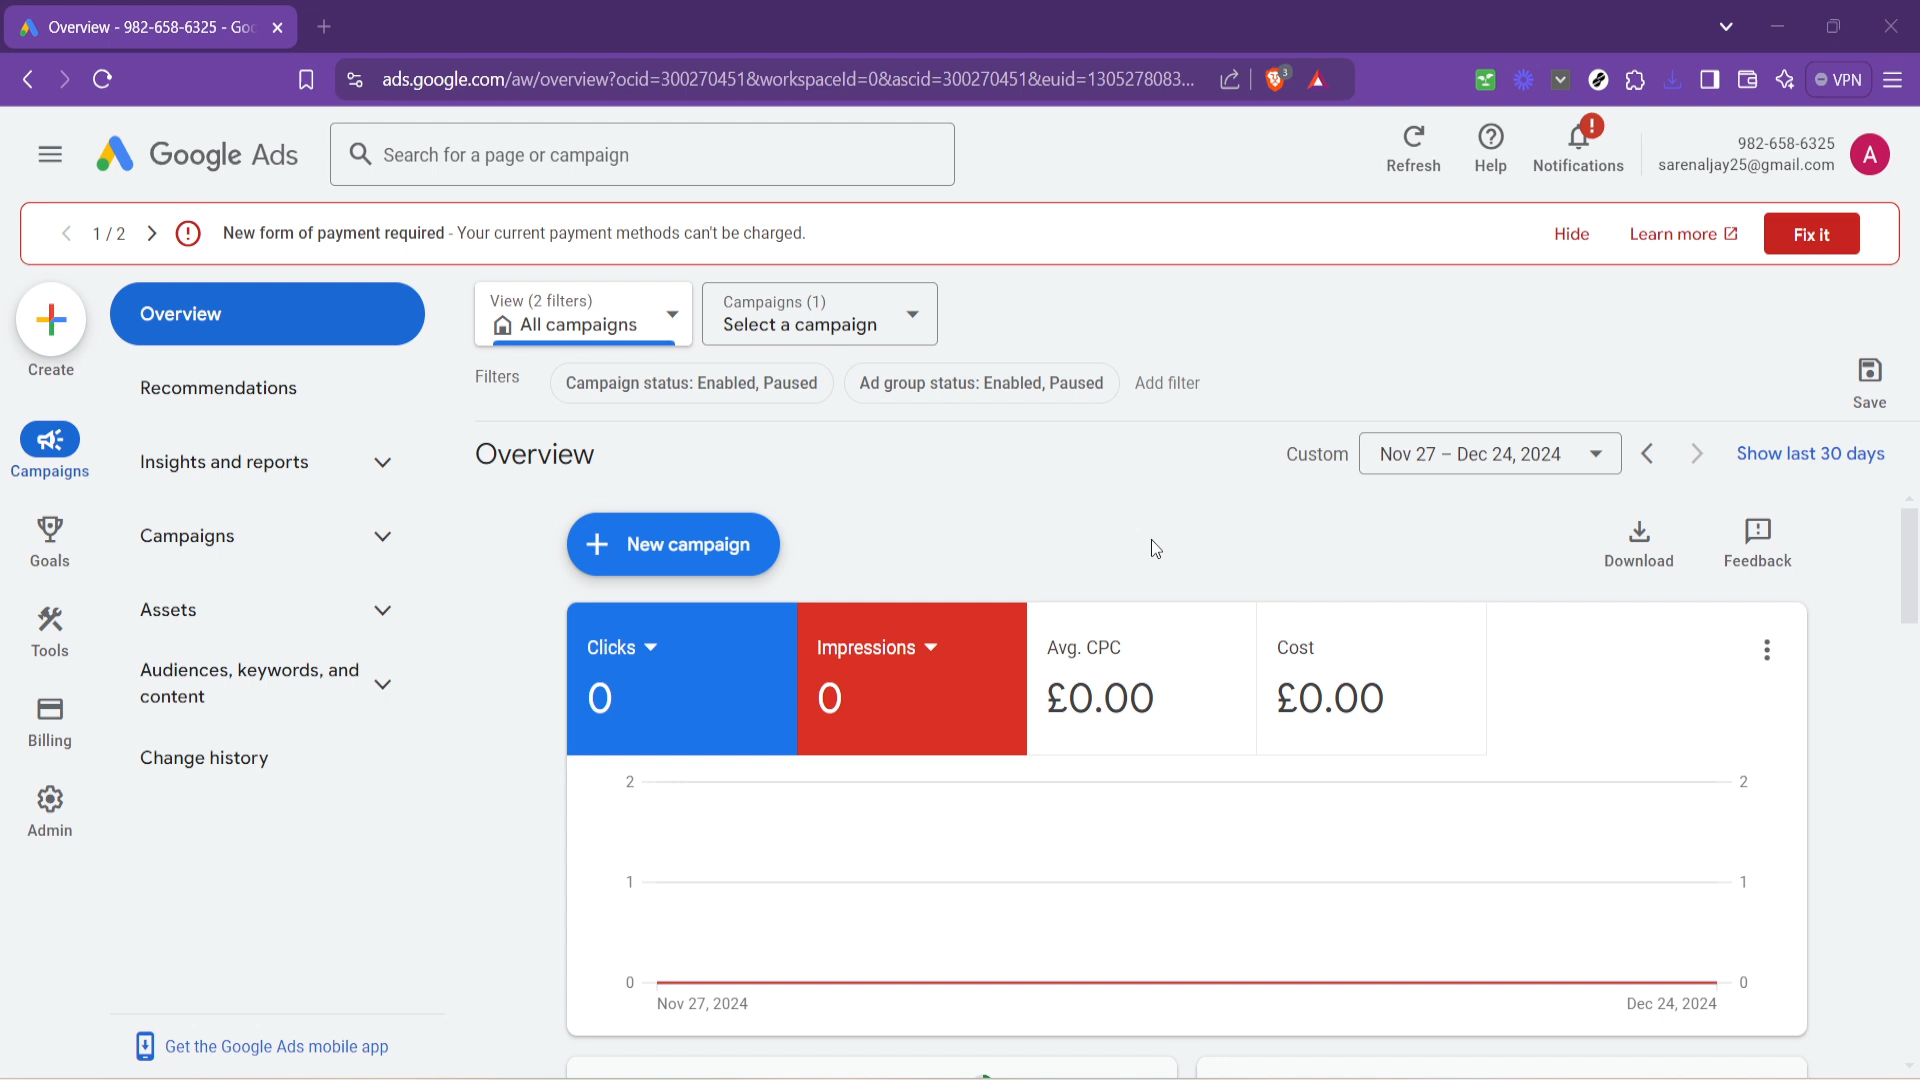 Overview - 982-658-6325 - Goo
ads.google.com/aw/overview?ocid=300270451&workspaceId=0&ascid=300270451&euid=1305278083...
3
VPN
Google Ads
Search for a page or campaign
Refresh
Help
!
Notifications
982-658-6325
sarenaljay25@gmail.com
A
1 / 2
New form of payment required - Your current payment methods can't be charged.
Hide
Learn more
Fix it
Create
Campaigns
Goals
Tools
Billing
Admin
Overview
Recommendations
Insights and reports
Campaigns
Assets
Audiences, keywords, and
content
Change history
Get the Google Ads mobile app
View (2 filters)
All campaigns
Campaigns (1)
Select a campaign
Filters
Campaign status: Enabled, Paused
Ad group status: Enabled, Paused
Add filter
Save
Overview
Custom
Nov 27 – Dec 24, 2024
Show last 30 days
New campaign
Download
Feedback
Clicks
0
Impressions
0
Avg. CPC
£0.00
Cost
£0.00
2
2
1
1
0
0
Nov 27, 2024
Dec 24, 2024